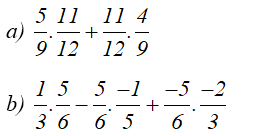 a) 5/9 . 11/12 + 11/12 . 4/9
b) 1/3 . 5/6 - 5/6 . -1/5 + -5/6 . -2/3